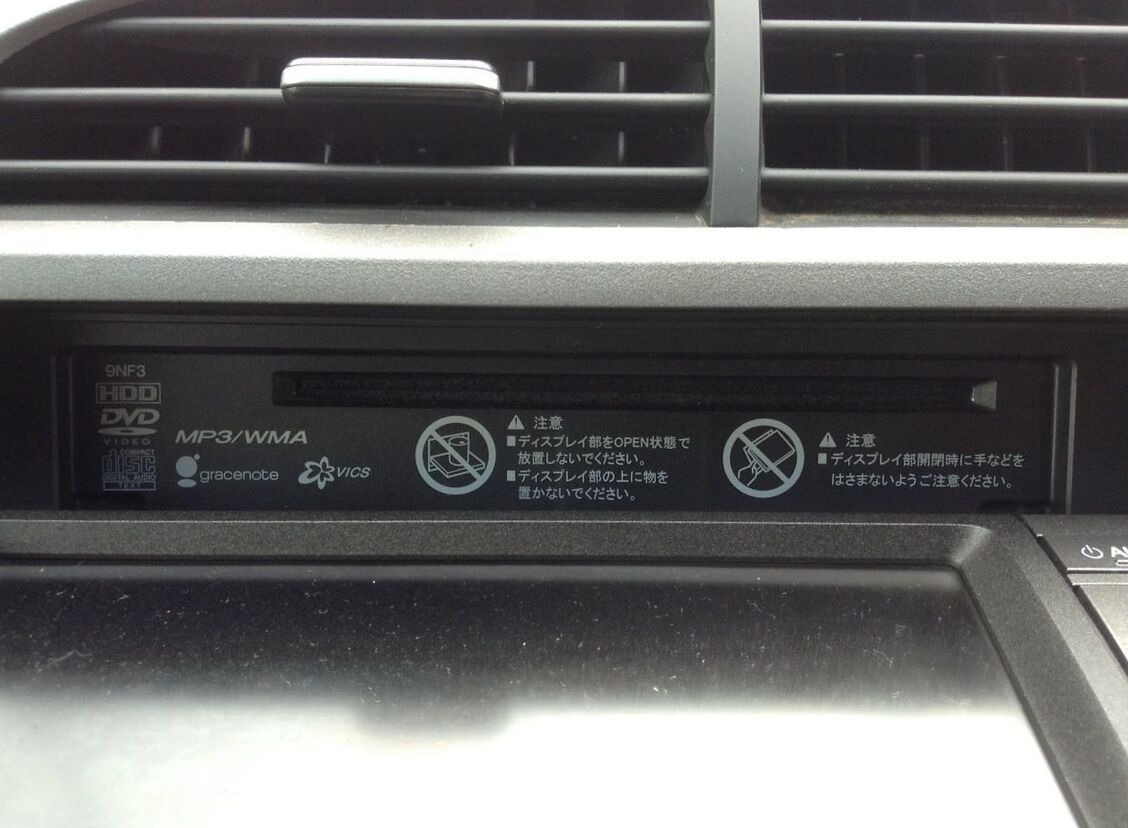 9NF3
HDD
DVD
VIDEO
COMPACT
disc
DIGITAL AUDIO
TEXT
MP3/WMA
gracenote
VICS
注意
■ディスプレイ部をOPEN状態で
放置しないでください。
■ディスプレイ部の上に物を
置かないでください。
注意
■ディスプレイ部開閉時に手などを
はさまないようご注意ください。